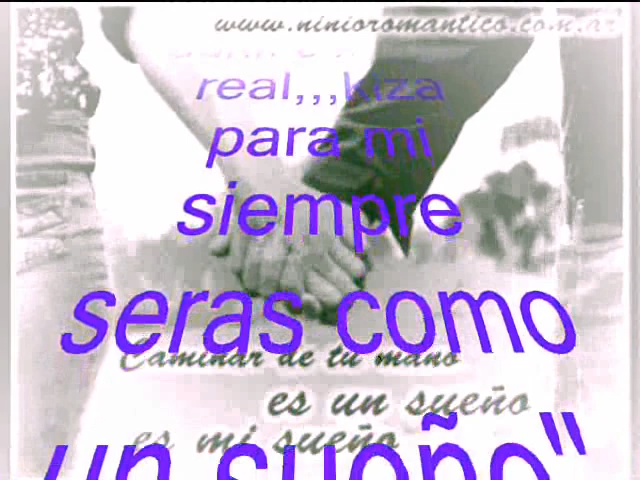 www.ninioromantico.com.ar
real,,,kiza
para mi
siempre
seras como
Caminar de tu mano
es un sueño
es mi sueño
un sueño"